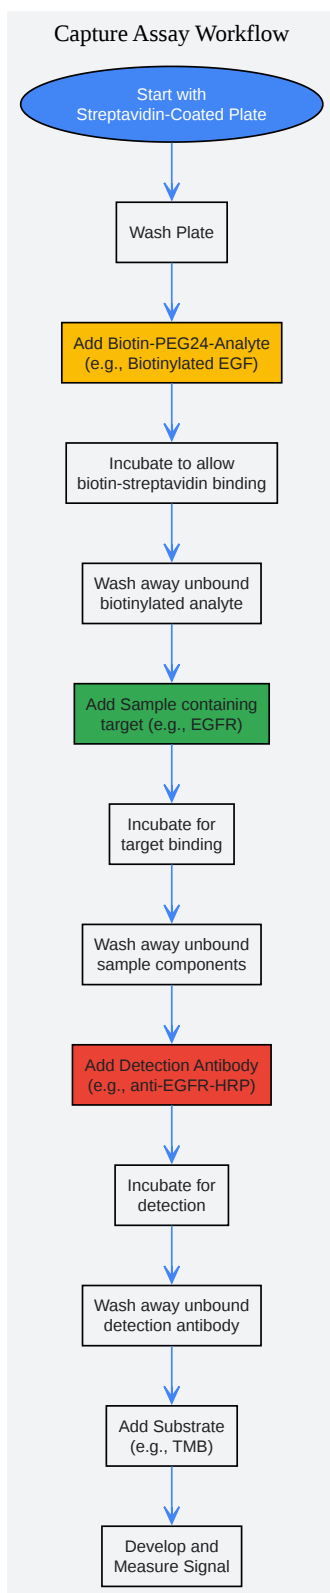 Capture Assay Workflow
Start with
Streptavidin-Coated Plate
Wash Plate
Add Biotin-PEG24-Analyte
(e.g., Biotinylated EGF)
Incubate to allow
biotin-streptavidin binding
Wash away unbound
biotinylated analyte
Add Sample containing
target (e.g., EGFR)
Incubate for
target binding
Wash away unbound
sample components
Add Detection Antibody
(e.g., anti-EGFR-HRP)
Incubate for
detection
Wash away unbound
detection antibody
Add Substrate
(e.g., TMB)
Develop and
Measure Signal